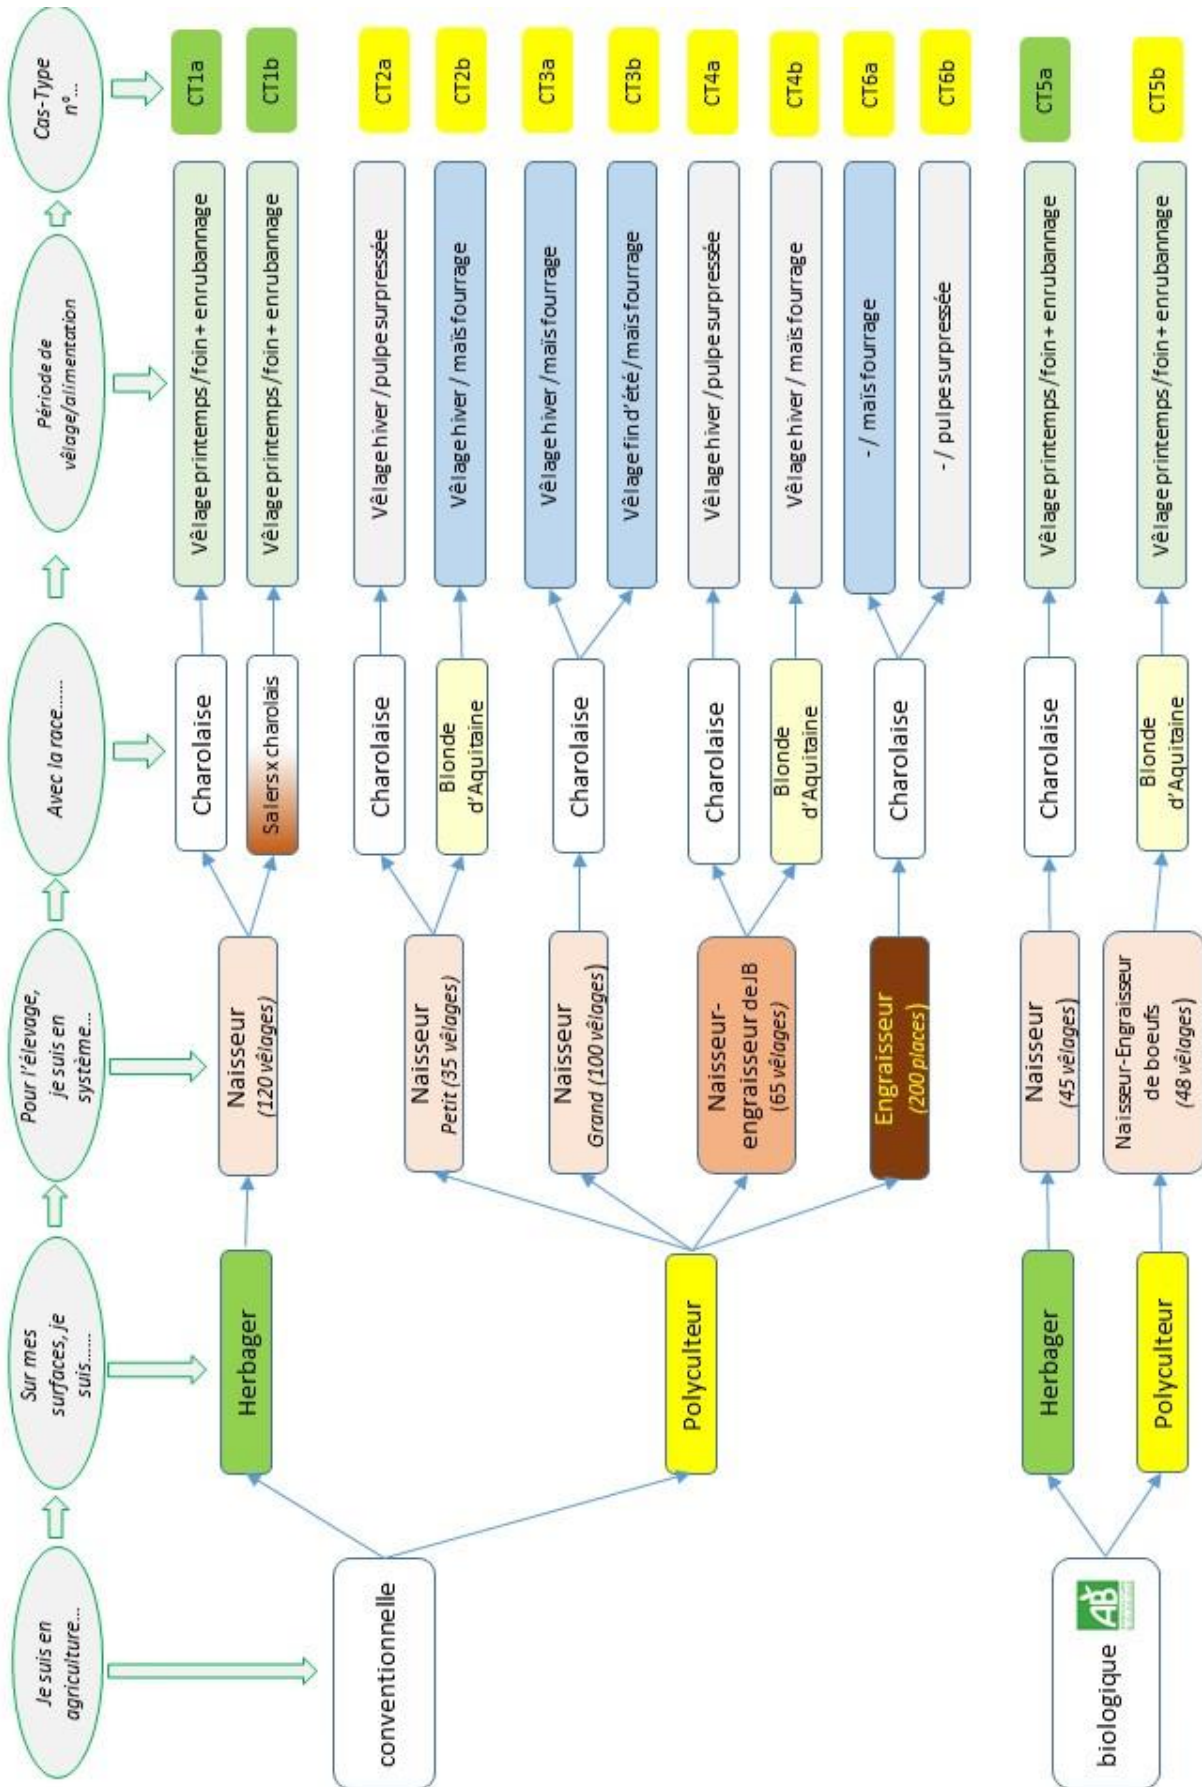 Je suis en
agriculture...
Sur mes
surfaces, je
suis......
Pour l'élevage,
je suis en
système...
Avec la race.......
Période de
vêlage/alimentation
Cas-Type
n°...
conventionnelle
Herbager
Naisseur
(120 vêlages)
Charolaise
Vêlage printemps/foin + enrubannage
CT1a
Salers x charolais
Vêlage printemps/foin + enrubannage
CT1b
Polyculteur
Naisseur
Petit (35 vêlages)
Charolaise
Vêlage hiver / pulpe surpressée
CT2a
Blonde
d'Aquitaine
Vêlage hiver / maïs fourrage
CT2b
Naisseur
Grand (100 vêlages)
Charolaise
Vêlage hiver / maïs fourrage
CT3a
Vêlage fin d'été / maïs fourrage
CT3b
Naisseur-
engraisseur de JB
(65 vêlages)
Charolaise
Vêlage hiver / pulpe surpressée
CT4a
Blonde
d'Aquitaine
Vêlage hiver / maïs fourrage
CT4b
Engraisseur
(200 places)
Charolaise
- / maïs fourrage
CT6a
- / pulpe surpressée
CT6b
biologique
AB
Herbager
Naisseur
(45 vêlages)
Charolaise
Vêlage printemps/foin + enrubannage
CT5a
Polyculteur
Naisseur-Engraisseur
de boeufs
(48 vêlages)
Blonde
d'Aquitaine
Vêlage printemps/foin + enrubannage
CT5b